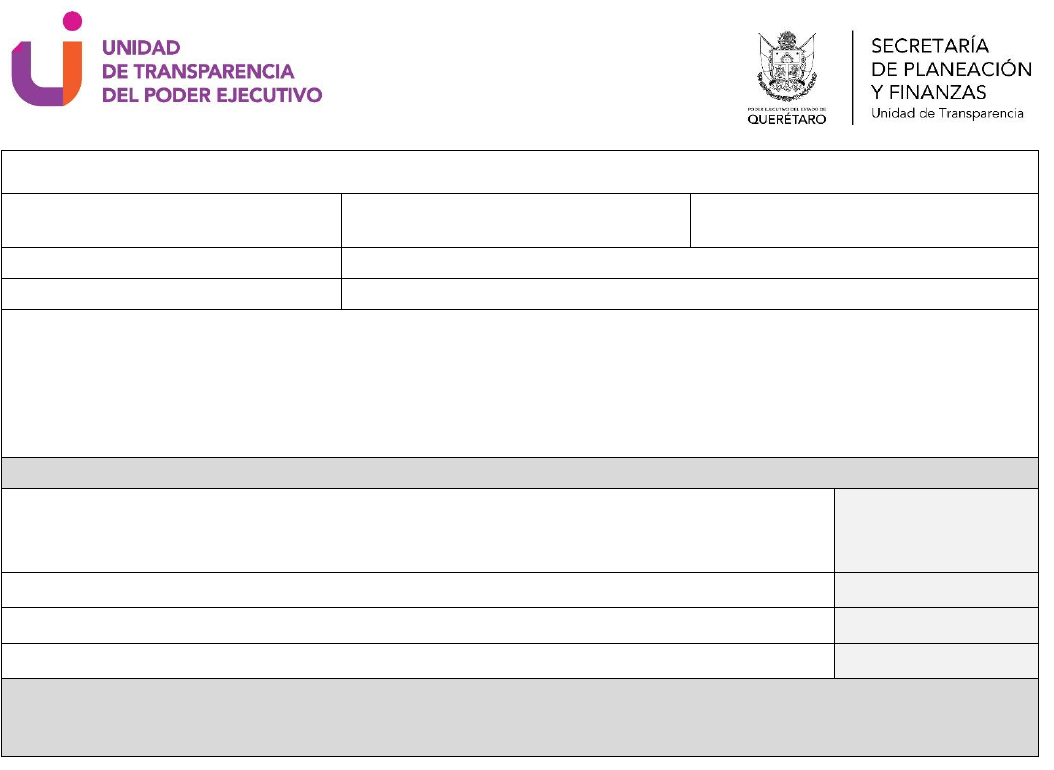 UNIDAD
DE TRANSPARENCIA
DEL PODER EJECUTIVO
PODER EJECUTIVO DEL ESTADO DE
QUERÉTARO
SECRETARÍA
DE PLANEACIÓN
Y FINANZAS
Unidad de Transparencia